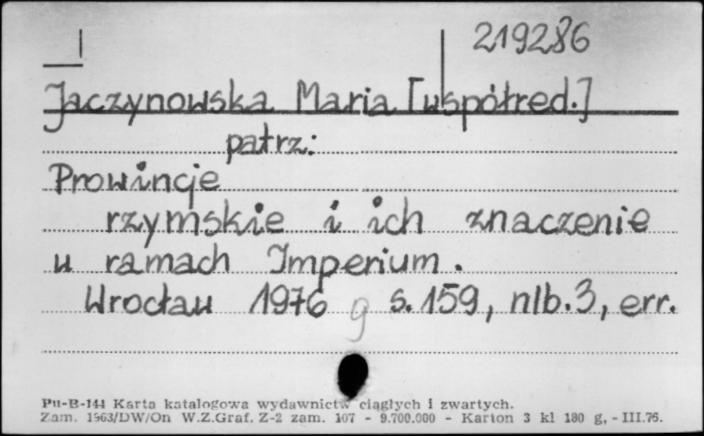 219286
Jaczynowska Maria [współred.]
patrz:
Prowincje
rzymskie i ich znaczenie
w ramach Imperium.
Wrocław 1976 g s. 159, nlb. 3, err.
Pu-B-144 Karta katalogowa wydawnictw ciągłych i zwartych.
Zam. 1563/DW/On W.Z.Graf. Z-2 zam. 107 - 9.700.000 - Karton 3 kl 180 g. - III.76.